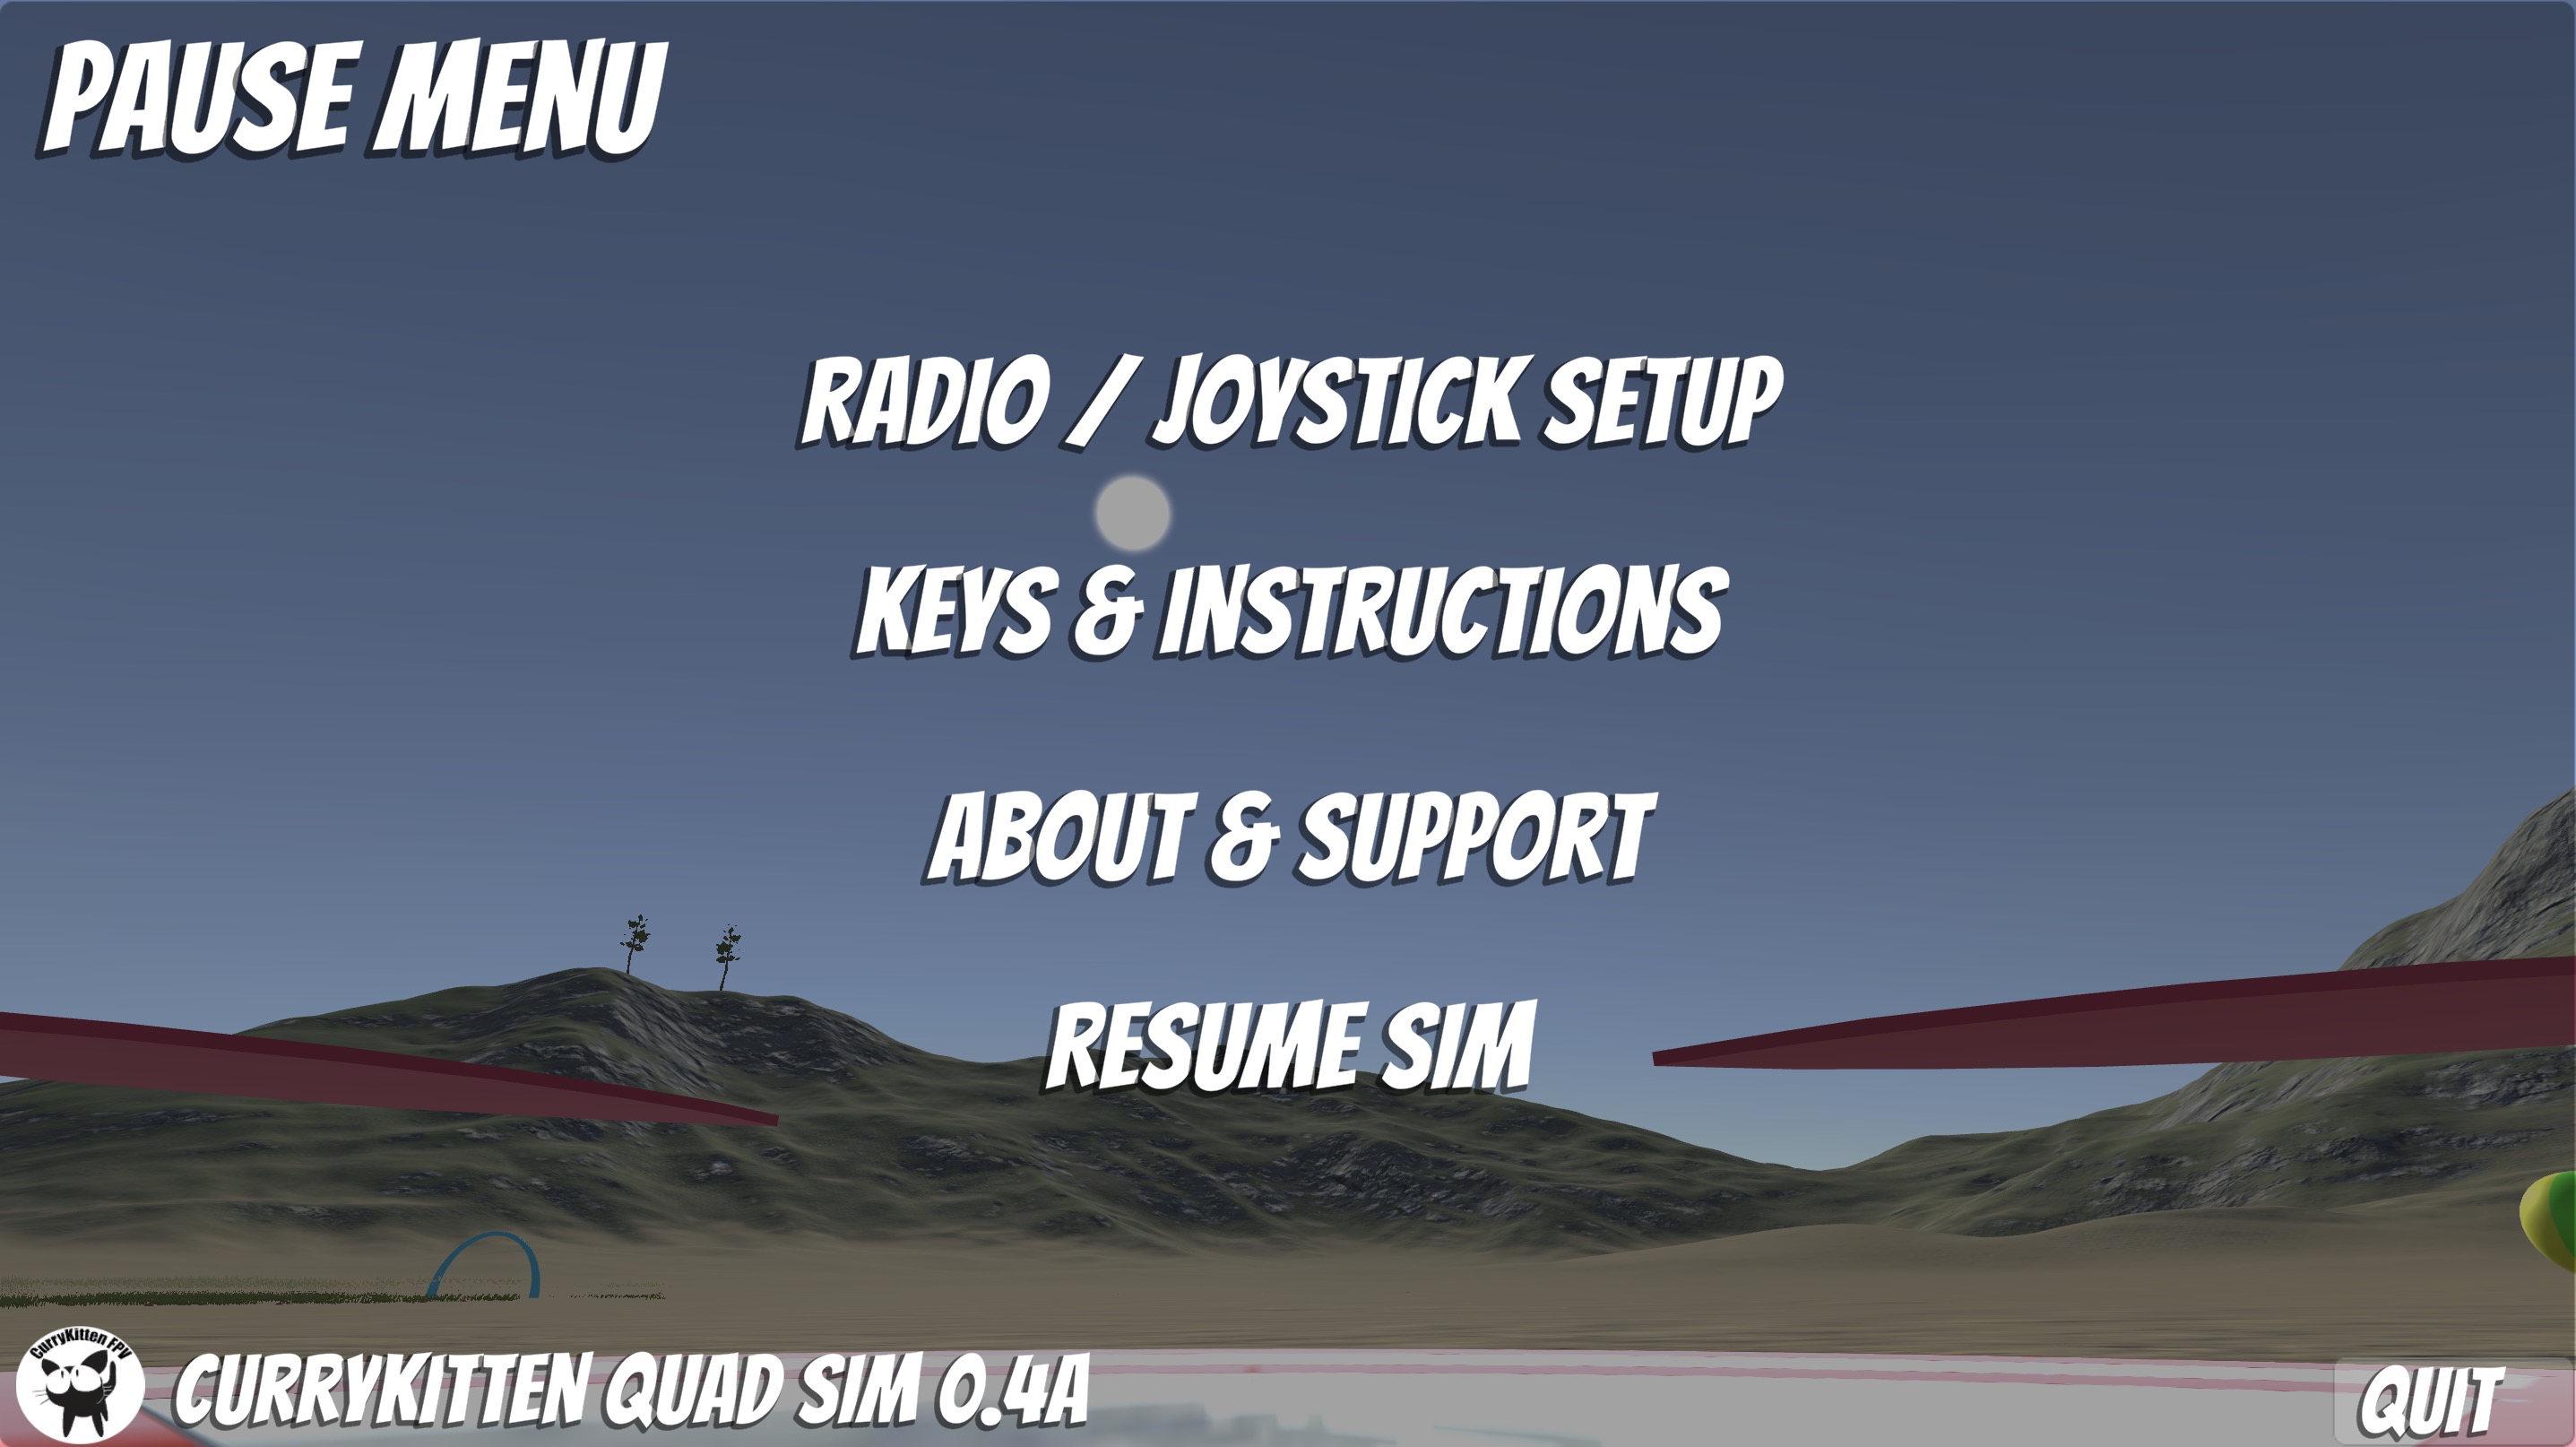 PAUSE MENU
RADIO / JOYSTICK SETUP
KEYS & INSTRUCTIONS
ABOUT & SUPPORT
RESUME SIM
CurryKitten FPV
CURRYKITTEN QUAD SIM 0.4A
QUIT